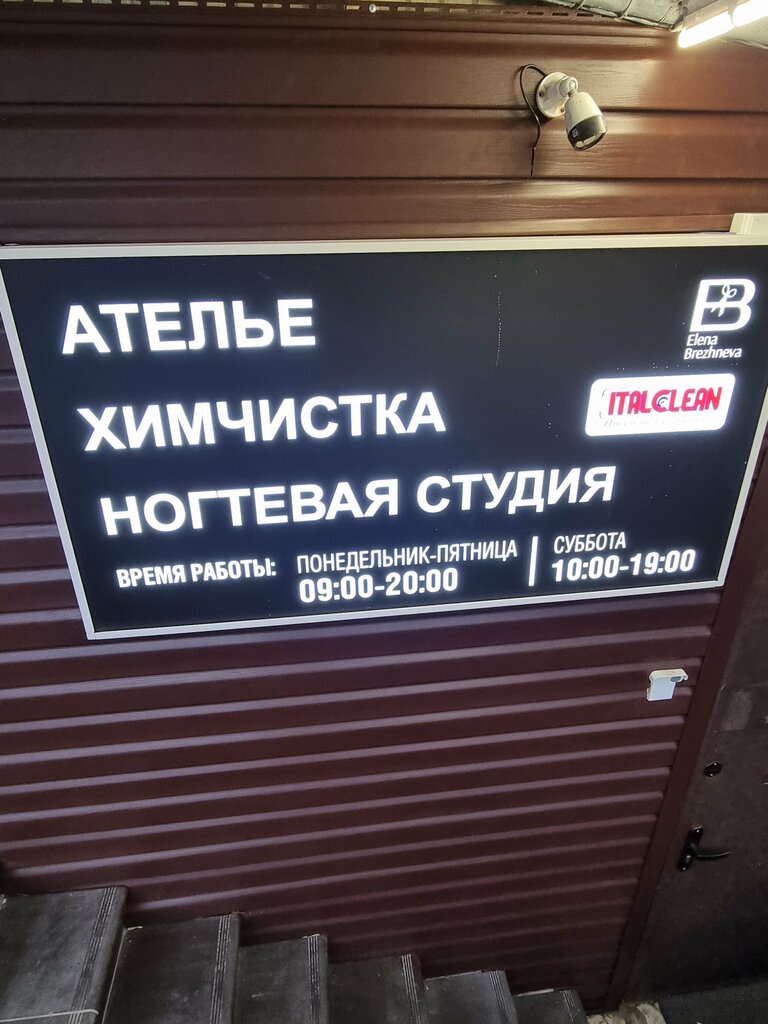 АТЕЛЬЕ
Elena
Brezhneva
ХИМЧИСТКА
ITALCLEAN
НОГТЕВАЯ СТУДИЯ
ВРЕМЯ РАБОТЫ: ПОНЕДЕЛЬНИК-ПЯТНИЦА
09:00-20:00
СУББОТА
10:00-19:00